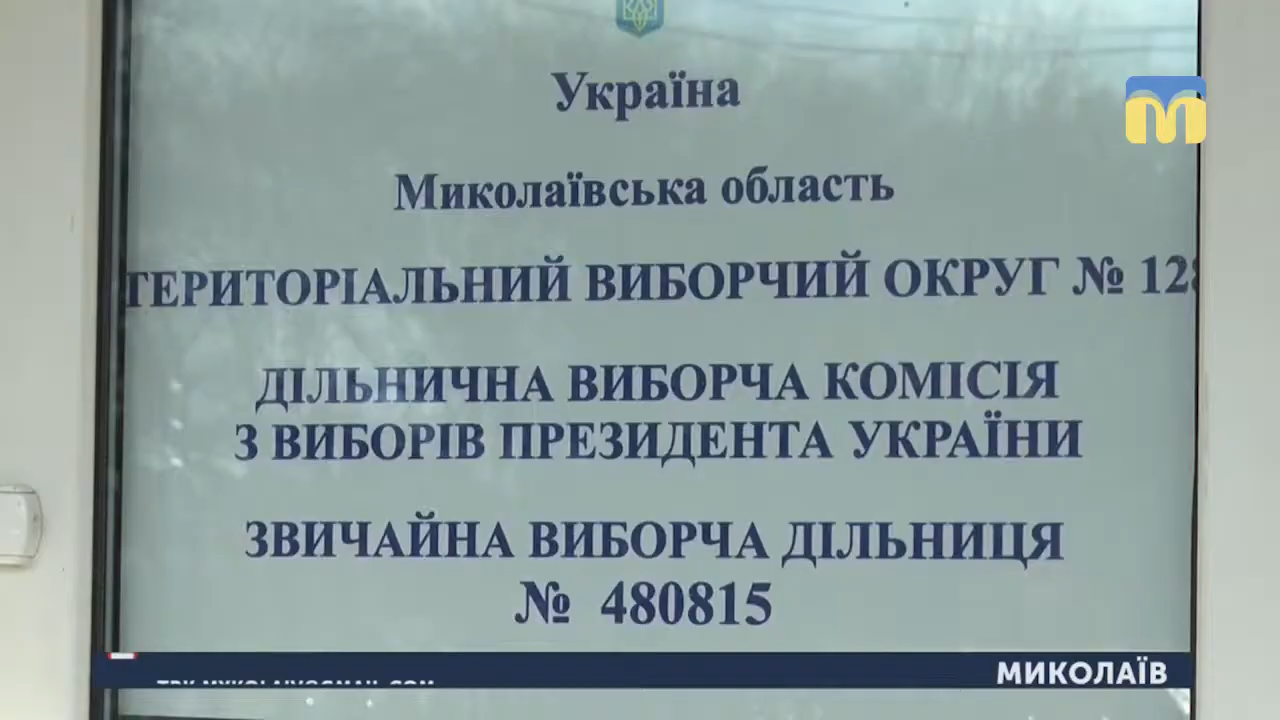 Україна
Миколаївська область
ТЕРИТОРІАЛЬНИЙ ВИБОРЧИЙ ОКРУГ № 128
ДІЛЬНИЧНА ВИБОРЧА КОМІСІЯ
З ВИБОРІВ ПРЕЗИДЕНТА УКРАЇНИ
ЗВИЧАЙНА ВИБОРЧА ДІЛЬНИЦЯ
№ 480815
МИКОЛАЇВ